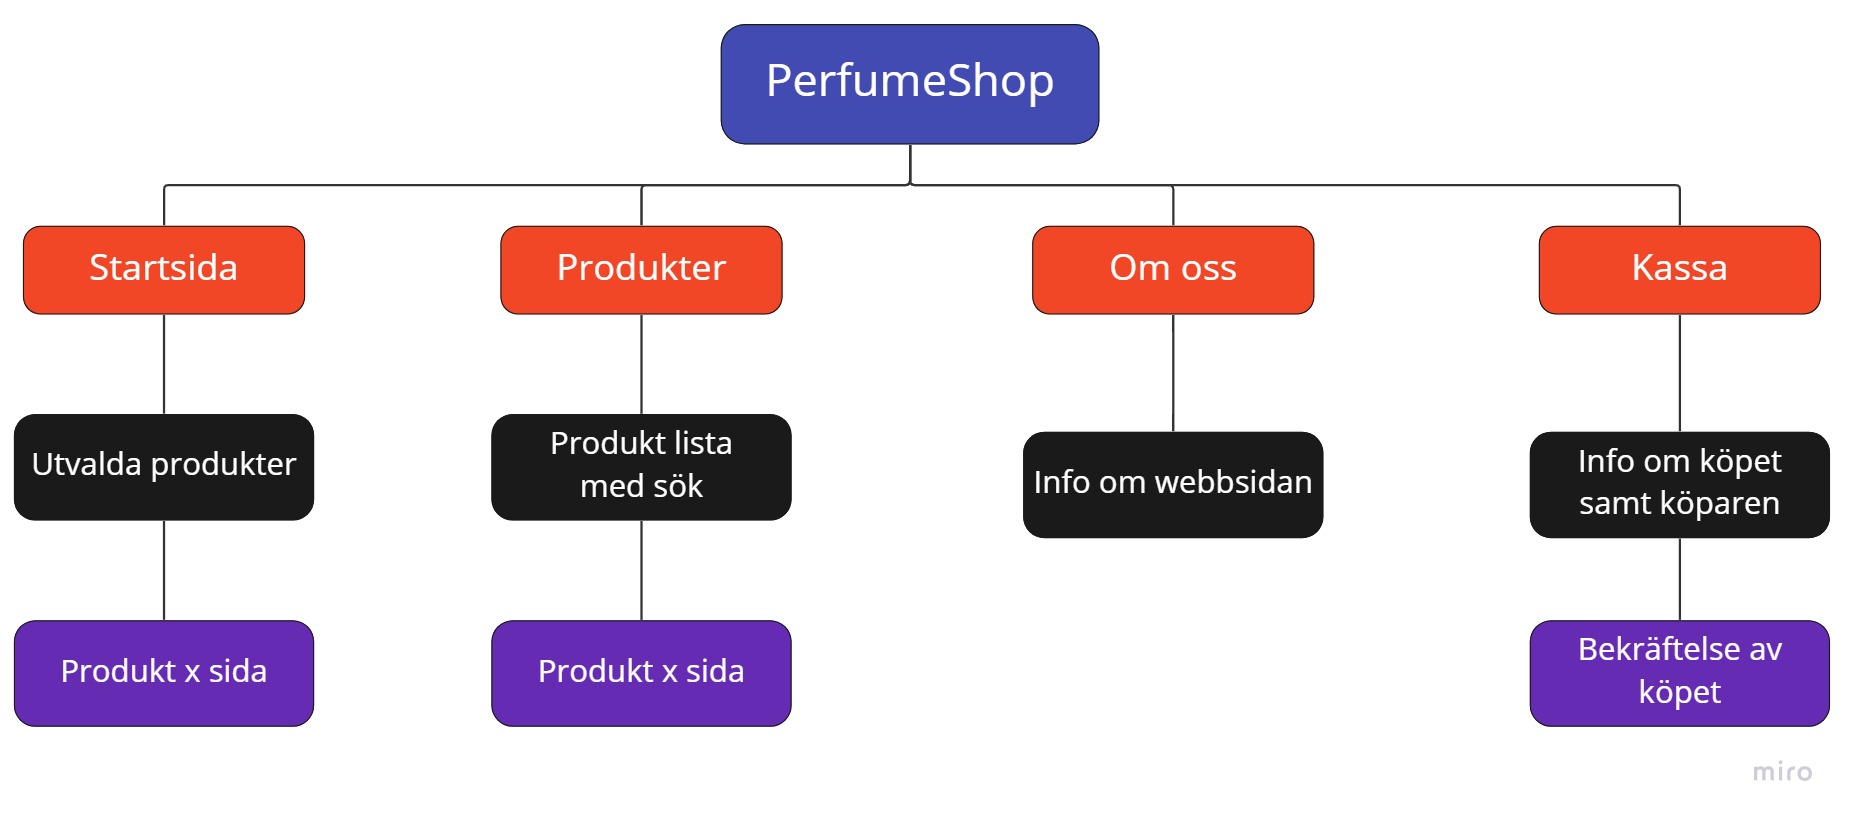 PerfumeShop
Startsida
Produkter
Om oss
Kassa
Utvalda produkter
Produkt lista
med sök
Info om webbsidan
Info om köpet
samt köparen
Produkt x sida
Produkt x sida
Bekräftelse av
köpet
miro